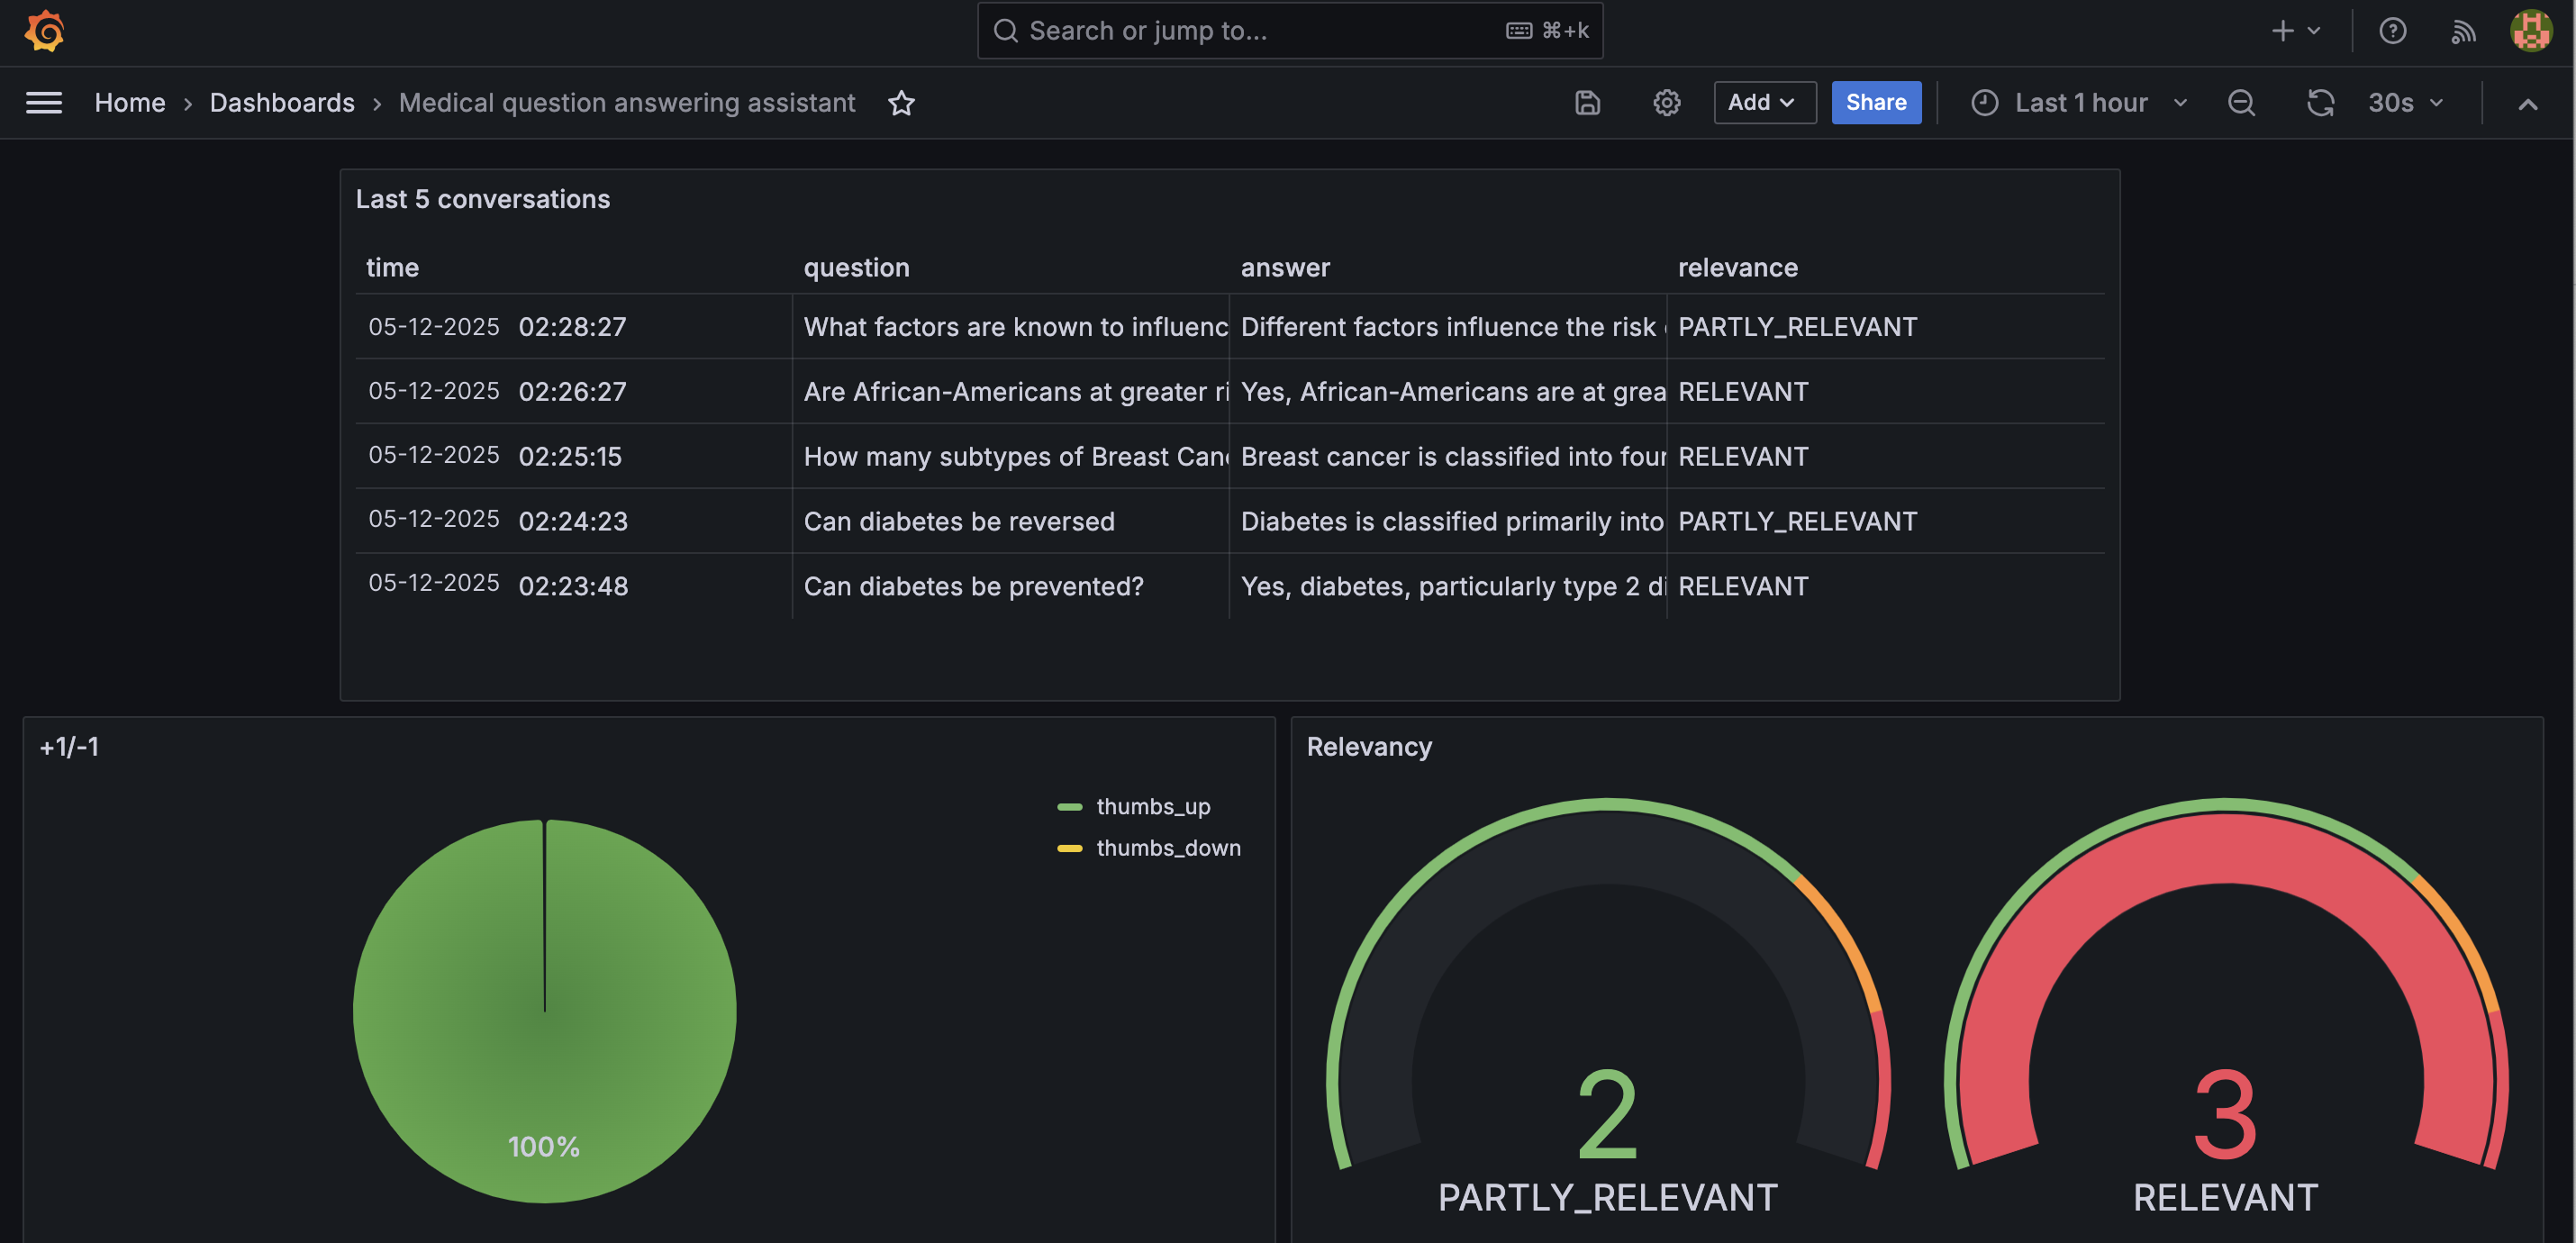 Search or jump to... ⌘+k
Home › Dashboards › Medical question answering assistant Add Share Last 1 hour 30s
Last 5 conversations
time question answer relevance
05-12-2025 02:28:27 What factors are known to influenc Different factors influence the risk PARTLY_RELEVANT
05-12-2025 02:26:27 Are African-Americans at greater ri Yes, African-Americans are at grea RELEVANT
05-12-2025 02:25:15 How many subtypes of Breast Canc Breast cancer is classified into four RELEVANT
05-12-2025 02:24:23 Can diabetes be reversed Diabetes is classified primarily into PARTLY_RELEVANT
05-12-2025 02:23:48 Can diabetes be prevented? Yes, diabetes, particularly type 2 di RELEVANT
+1/-1
thumbs_up
thumbs_down
100%
Relevancy
2 3
PARTLY_RELEVANT RELEVANT